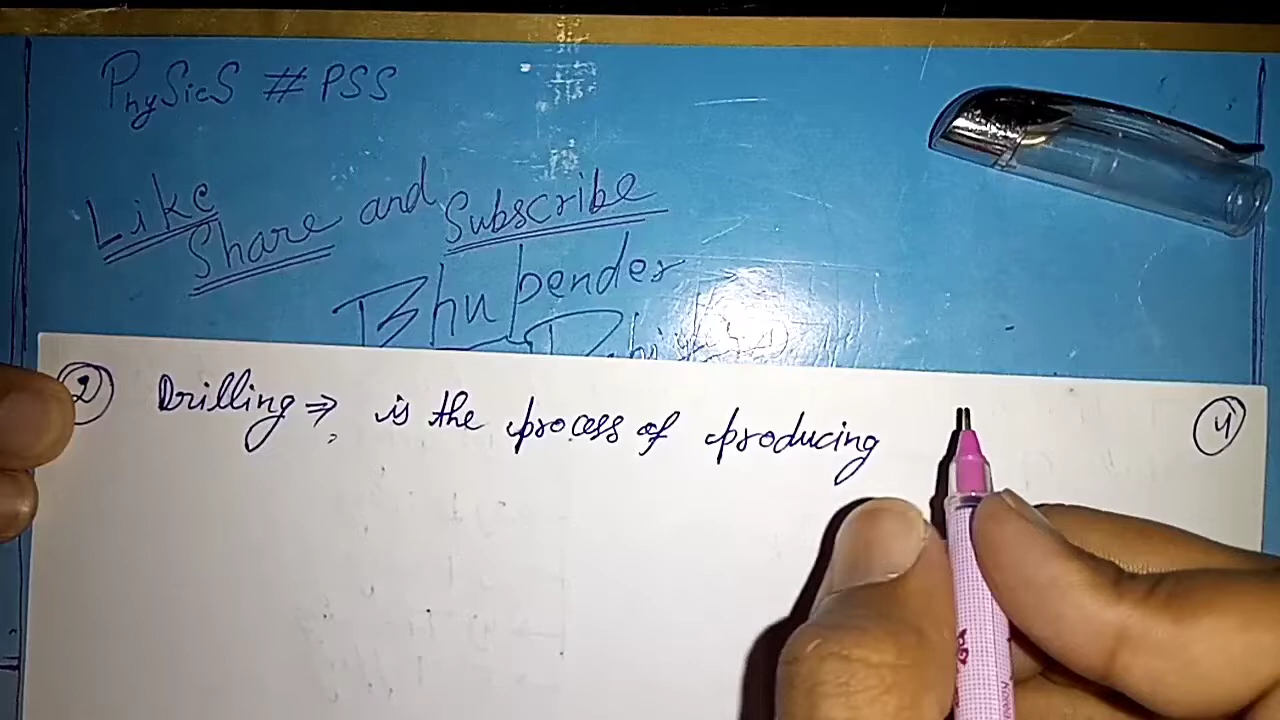 PhySicS # PSS
Like
Share and Subscribe
Bhupender
② Drilling ⇒ is the process of producing
④